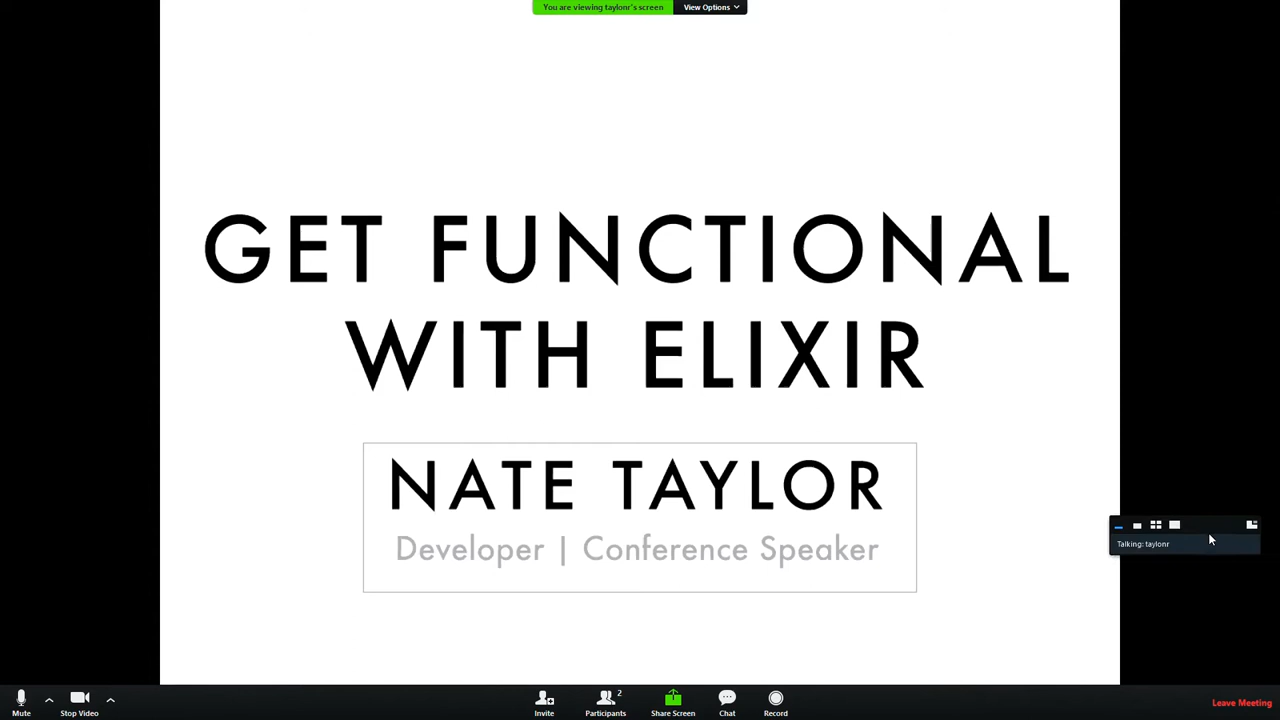 You are viewing taylonr's screen
View Options
GET FUNCTIONAL
WITH ELIXIR
NATE TAYLOR
Developer | Conference Speaker
Talking: taylonr
Mute
Stop Video
Invite
2
Participants
Share Screen
Chat
Record
Leave Meeting